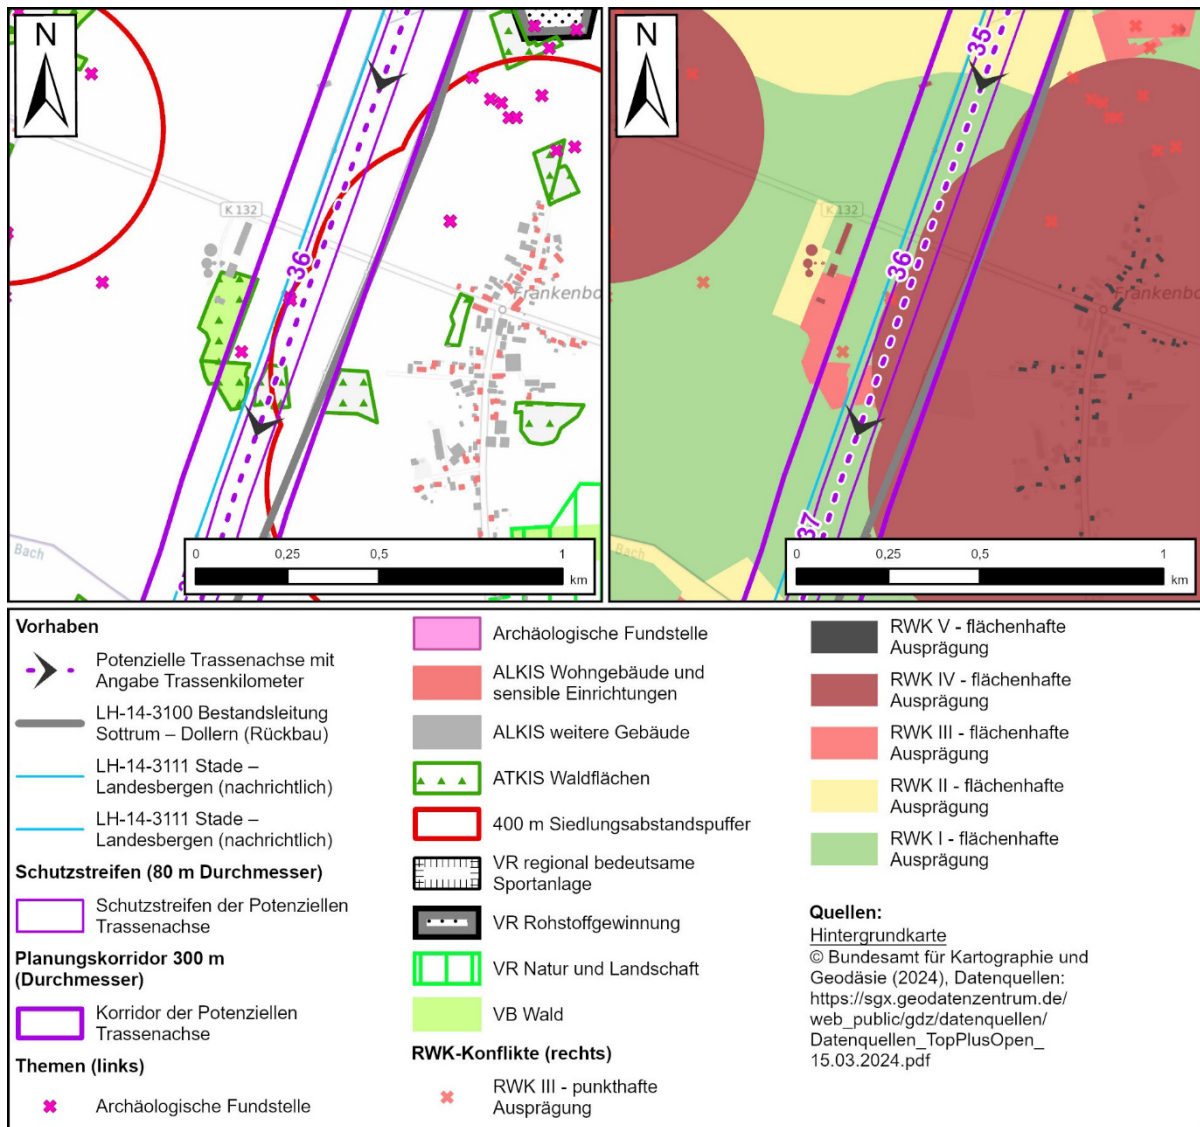 N
K 132
36
Frankenbo
Bach
0
0,25
0,5
1
km
N
35
K 132
36
Frankenbo
37
Bach
0
0,25
0,5
1
km
Vorhaben
Potenzielle Trassenachse mit
Angabe Trassenkilometer
LH-14-3100 Bestandsleitung
Sottrum – Dollern (Rückbau)
LH-14-3111 Stade –
Landesbergen (nachrichtlich)
LH-14-3111 Stade –
Landesbergen (nachrichtlich)
Schutzstreifen (80 m Durchmesser)
Schutzstreifen der Potenziellen
Trassenachse
Planungskorridor 300 m
(Durchmesser)
Korridor der Potenziellen
Trassenachse
Themen (links)
Archäologische Fundstelle
Archäologische Fundstelle
ALKIS Wohngebäude und
sensible Einrichtungen
ALKIS weitere Gebäude
ATKIS Waldflächen
400 m Siedlungsabstandspuffer
VR regional bedeutsame
Sportanlage
VR Rohstoffgewinnung
VR Natur und Landschaft
VB Wald
RWK-Konflikte (rechts)
RWK III - punkthafte
Ausprägung
RWK V - flächenhafte
Ausprägung
RWK IV - flächenhafte
Ausprägung
RWK III - flächenhafte
Ausprägung
RWK II - flächenhafte
Ausprägung
RWK I - flächenhafte
Ausprägung
Quellen:
Hintergrundkarte
© Bundesamt für Kartographie und
Geodäsie (2024), Datenquellen:
https://sgx.geodatenzentrum.de/
web_public/gdz/datenquellen/
Datenquellen_TopPlusOpen_
15.03.2024.pdf